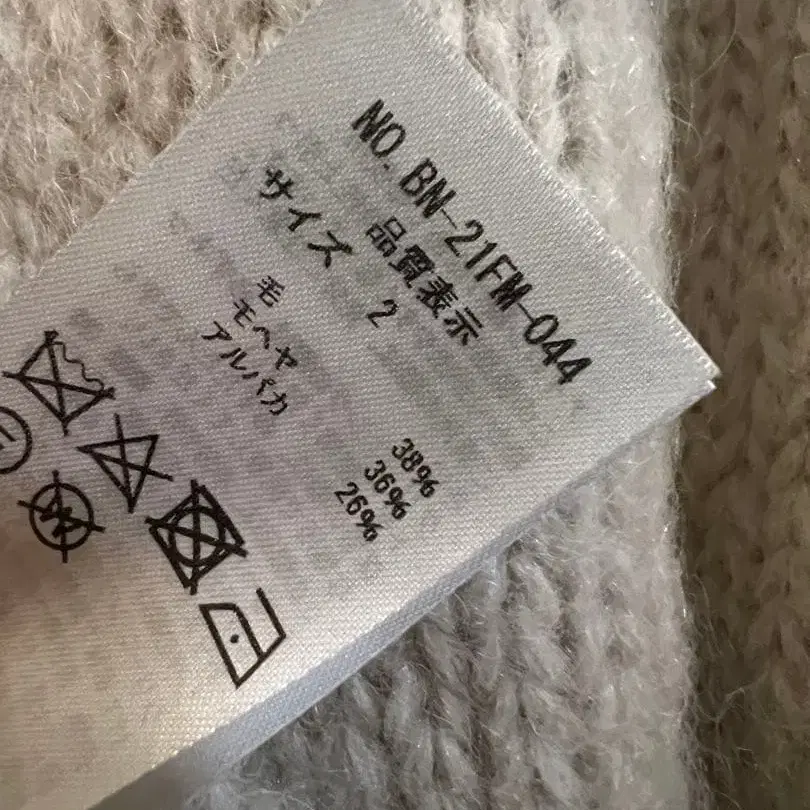 NO. BN-21FM-044
品質表示
サイズ 2
毛 38%
モヘヤ 36%
アルパカ 26%